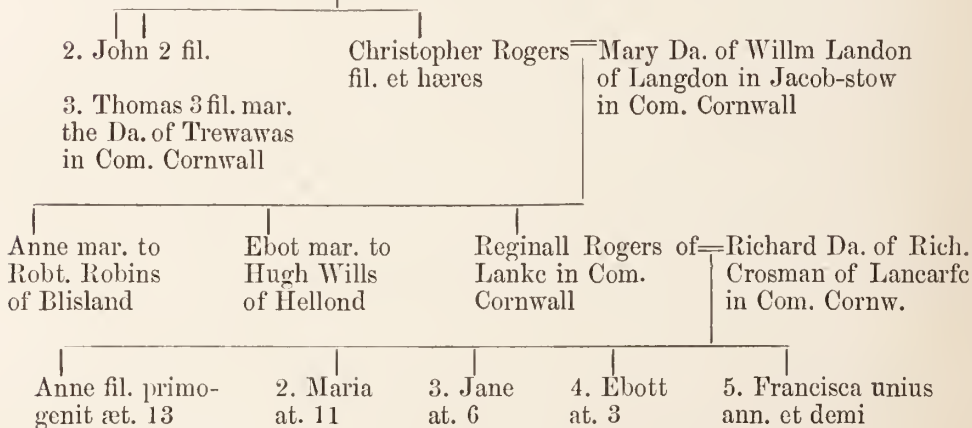 2. John 2 fil.
3. Thomas 3 fil. mar.
the Da. of Trewawas
in Com. Cornwall
Christopher Rogers
fil. et hæres
Mary Da. of Willm Landon
of Langdon in Jacob-stow
in Com. Cornwall
Anne mar. to
Robt. Robins
of Blisland
Ebot mar. to
Hugh Wills
of Hellond
Reginall Rogers of
Lanke in Com.
Cornwall
Richard Da. of Rich.
Crosman of Lancarfe
in Com. Cornw.
Anne fil. primo-
genit æt. 13
2. Maria
at. 11
3. Jane
at. 6
4. Ebott
at. 3
5. Francisca unius
ann. et demi